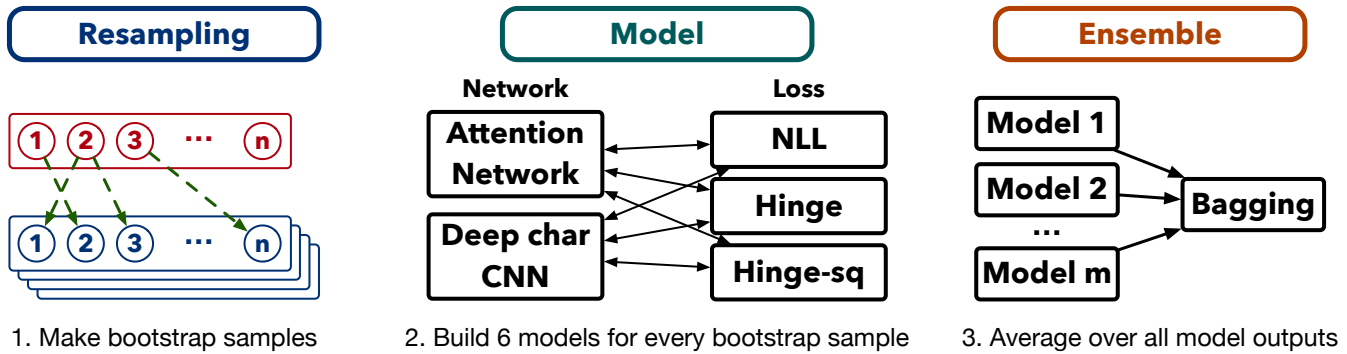 Resampling
1 2 3 ... n
1 2 3 ... n
1. Make bootstrap samples
Model
Network
Loss
Attention
Network
Deep char
CNN
NLL
Hinge
Hinge-sq
2. Build 6 models for every bootstrap sample
Ensemble
Model 1
Model 2
...
Model m
Bagging
3. Average over all model outputs